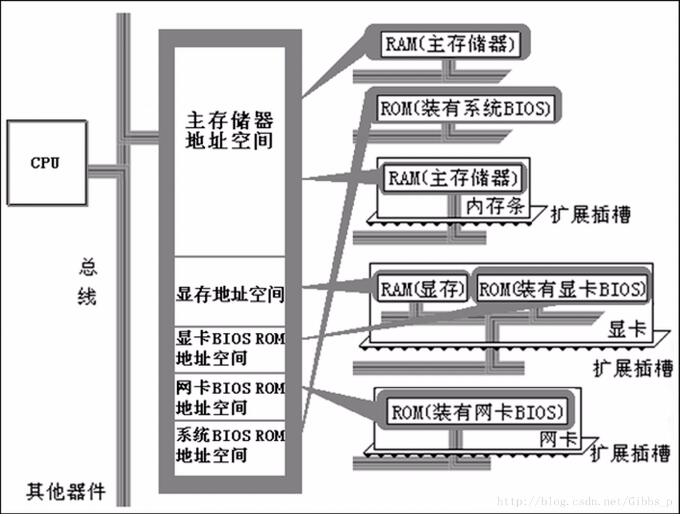 RAM(主存储器)
ROM(装有系统BIOS)
主存储器
地址空间
CPU
RAM(主存储器)
内存条
扩展插槽
总
线
显存地址空间
RAM(显存)
ROM(装有显卡BIOS)
显卡
扩展插槽
显卡BIOS ROM
地址空间
网卡BIOS ROM
地址空间
ROM(装有网卡BIOS)
网卡
扩展插槽
系统BIOS ROM
地址空间
其他器件
http://blog.csdn.net/Gibbs_p